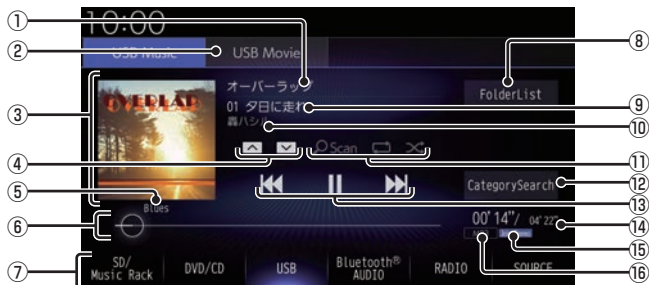 ①
②
③
④
⑤
⑥
⑦
10:00
USB Music
USB Movie
オーバーラップ
01 夕日に走れ
轟ハシル
OVERLAP
Scan
FolderList
CategorySearch
Blues
00'14"/ 04'22"
SD/
Music Rack
DVD/CD
USB
Bluetooth®
AUDIO
RADIO
SOURCE
⑧
⑨
⑩
⑪
⑫
⑬
⑭
⑮
⑯